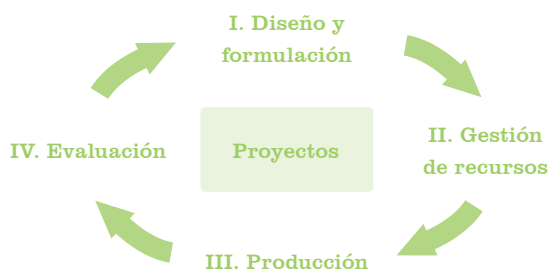 I. Diseño y
formulación
II. Gestión
de recursos
III. Producción
IV. Evaluación
Proyectos